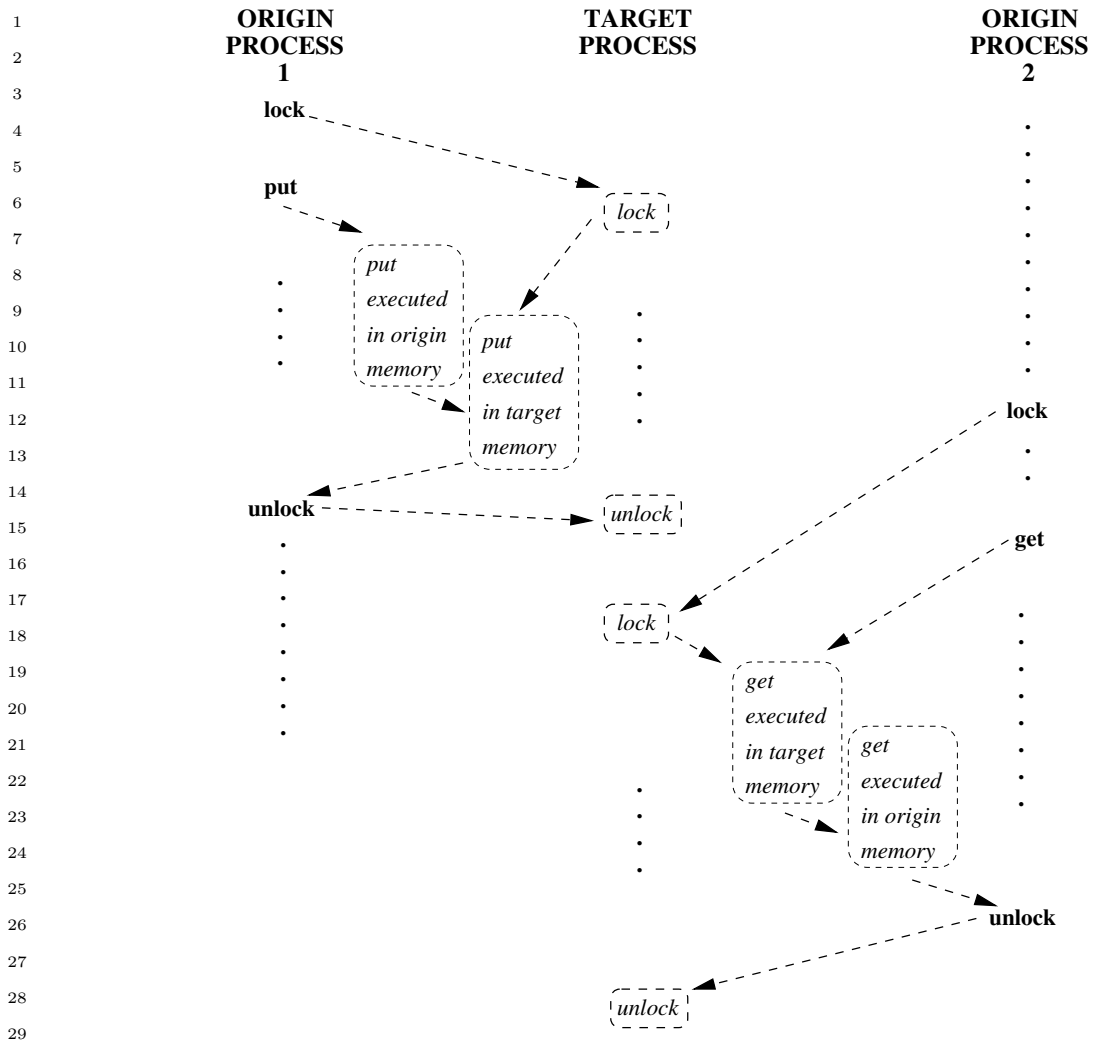 1
2
3
4
5
6
7
8
9
10
11
12
13
14
15
16
17
18
19
20
21
22
23
24
25
26
27
28
29
ORIGIN
PROCESS
1
TARGET
PROCESS
ORIGIN
PROCESS
2
lock
put
lock
put
executed
in origin
memory
put
executed
in target
memory
lock
unlock
unlock
get
lock
get
executed
in target
memory
get
executed
in origin
memory
unlock
unlock